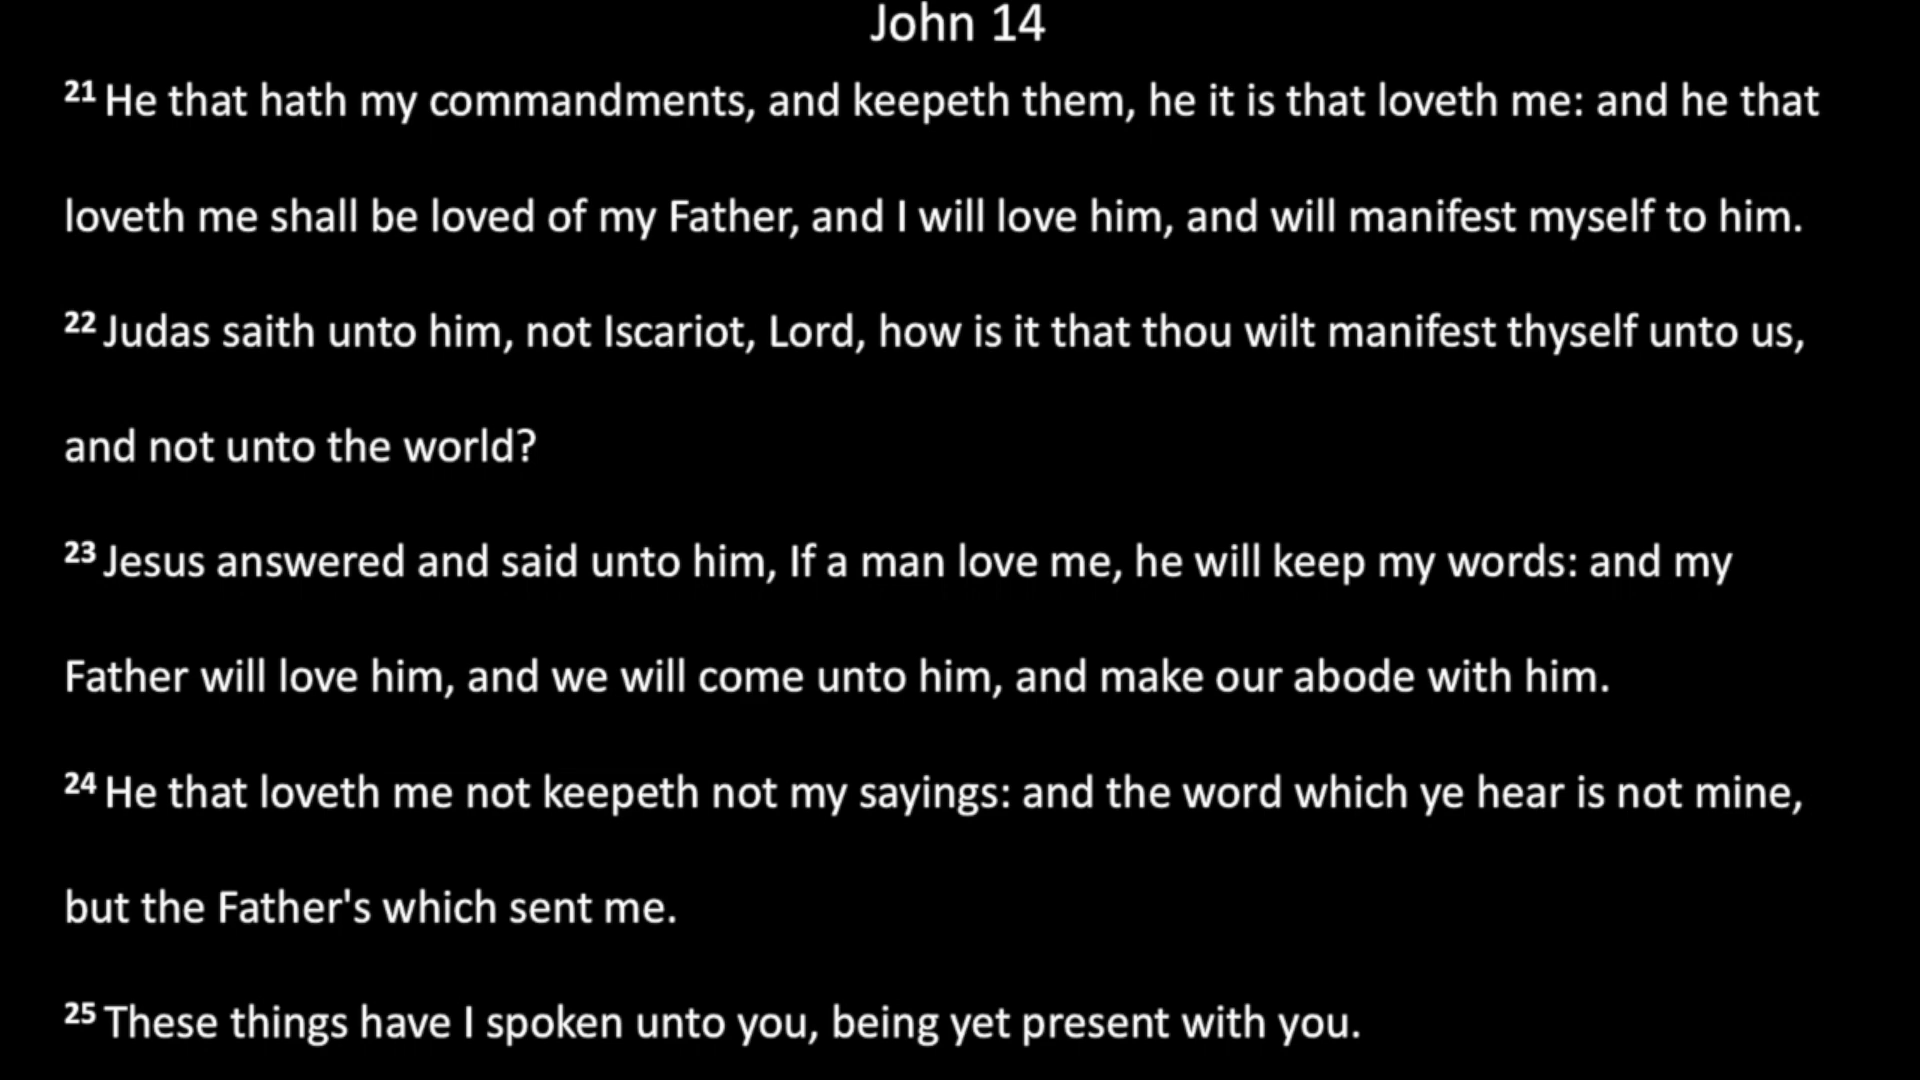 John 14
21 He that hath my commandments, and keepeth them, he it is that loveth me: and he that
loveth me shall be loved of my Father, and I will love him, and will manifest myself to him.
22 Judas saith unto him, not Iscariot, Lord, how is it that thou wilt manifest thyself unto us,
and not unto the world?
23 Jesus answered and said unto him, If a man love me, he will keep my words: and my
Father will love him, and we will come unto him, and make our abode with him.
24 He that loveth me not keepeth not my sayings: and the word which ye hear is not mine,
but the Father's which sent me.
25 These things have I spoken unto you, being yet present with you.